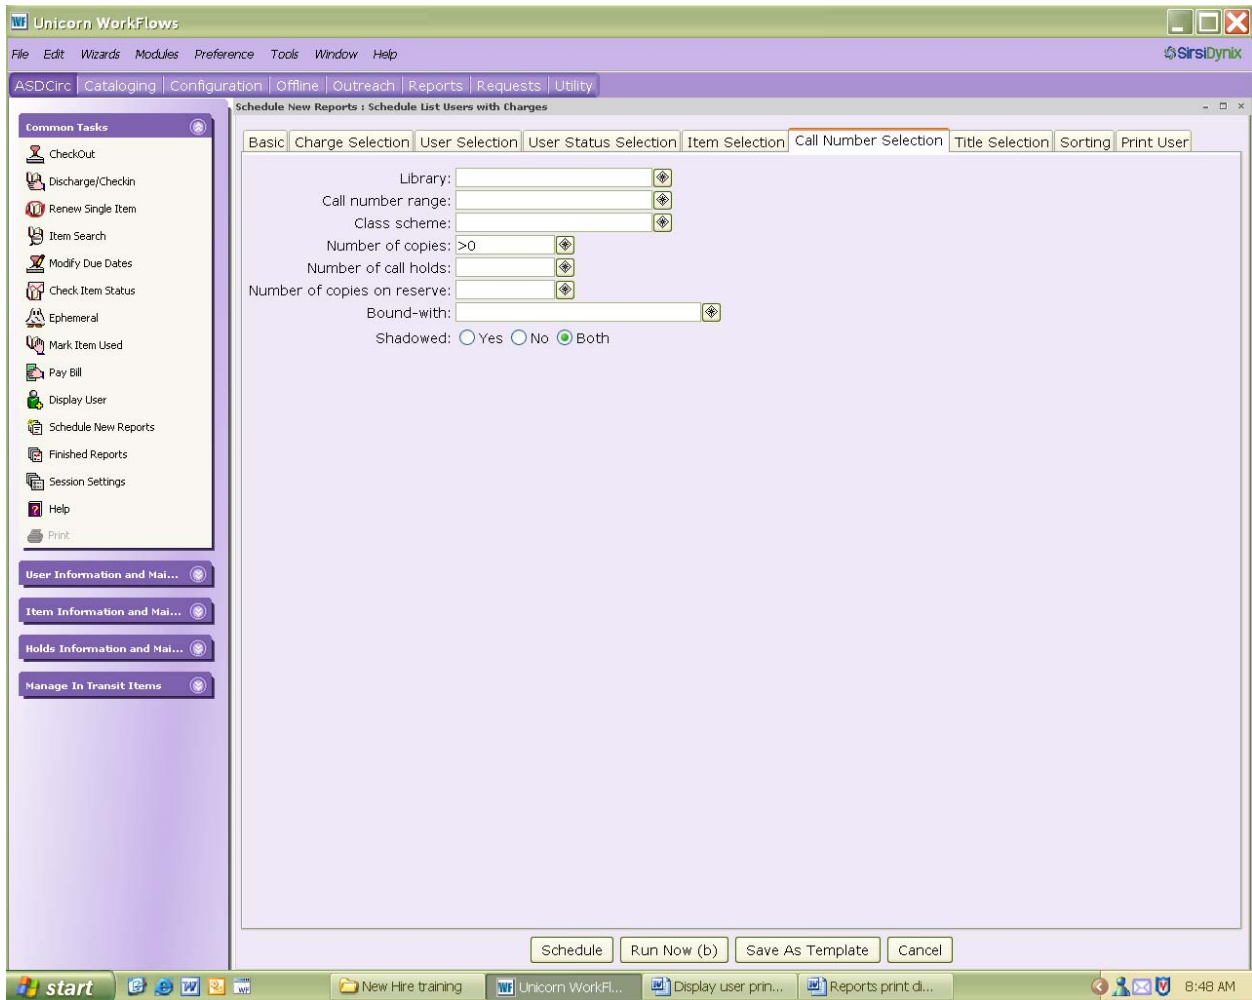 WF Unicorn WorkFlows
File Edit Wizards Modules Preference Tools Window Help SirsiDynix
ASDCirc Cataloging Configuration Offline Outreach Reports Requests Utility
Schedule New Reports : Schedule List Users with Charges
Common Tasks
CheckOut
Discharge/Checkin
Renew Single Item
Item Search
Modify Due Dates
Check Item Status
Ephemeral
Mark Item Used
Pay Bill
Display User
Schedule New Reports
Finished Reports
Session Settings
Help
Print
User Information and Mai...
Item Information and Mai...
Holds Information and Mai...
Manage In Transit Items
Basic Charge Selection User Selection User Status Selection Item Selection Call Number Selection Title Selection Sorting Print User
Library:
Call number range:
Class scheme:
Number of copies: >0
Number of call holds:
Number of copies on reserve:
Bound-with:
Shadowed: Yes No Both
Schedule Run Now (b) Save As Template Cancel
start New Hire training WF Unicorn WorkFl... Display user prin... Reports print di... 8:48 AM